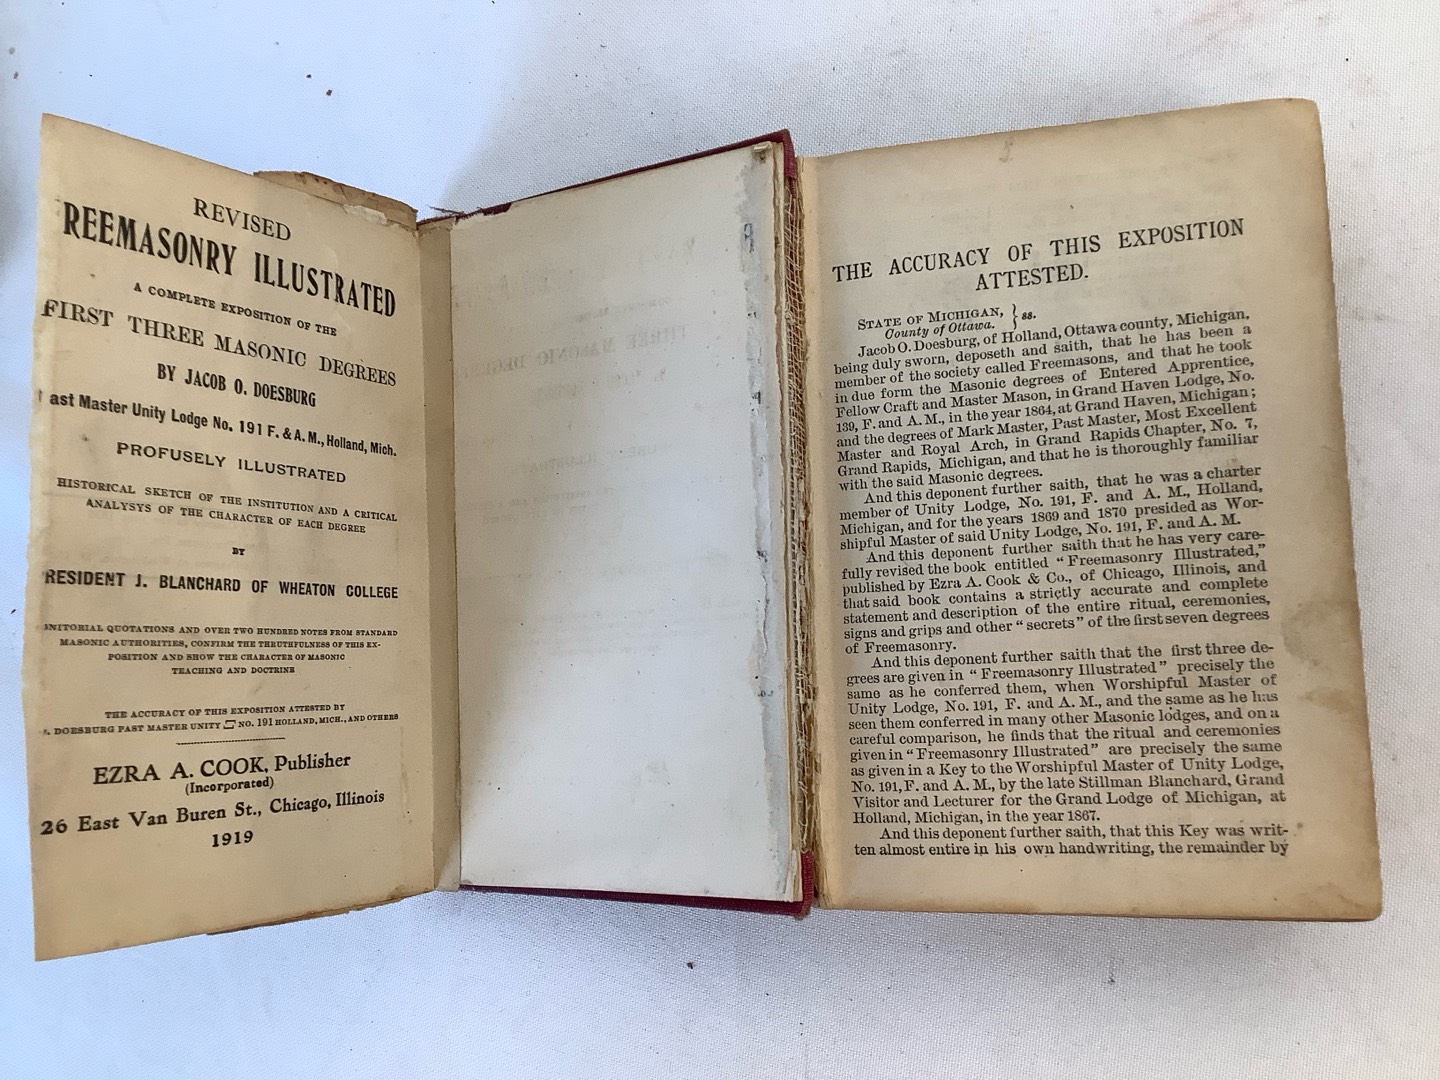 REVISED
REEMASONRY ILLUSTRATED
A COMPLETE EXPOSITION OF THE
FIRST THREE MASONIC DEGREES
BY JACOB O. DOESBURG
ast Master Unity Lodge No. 191 F. & A. M., Holland, Mich.
PROFUSELY ILLUSTRATED
HISTORICAL SKETCH OF THE INSTITUTION AND A CRITICAL
ANALYSYS OF THE CHARACTER OF EACH DEGREE
BY
RESIDENT J. BLANCHARD OF WHEATON COLLEGE
NITORIAL QUOTATIONS AND OVER TWO HUNDRED NOTES FROM STANDARD
MASONIC AUTHORITIES, CONFIRM THE THRUTHFULNESS OF THIS EX-
POSITION AND SHOW THE CHARACTER OF MASONIC
TEACHING AND DOCTRINE
THE ACCURACY OF THIS EXPOSITION ATTESTED BY
. DOESBURG PAST MASTER UNITY NO. 191 HOLLAND, MICH., AND OTHERS
EZRA A. COOK, Publisher
(Incorporated)
26 East Van Buren St., Chicago, Illinois
1919
THE ACCURACY OF THIS EXPOSITION
ATTESTED.
STATE OF MICHIGAN, } ss.
County of Ottawa.
Jacob O. Doesburg, of Holland, Ottawa county, Michigan,
being duly sworn, deposeth and saith, that he has been a
member of the society called Freemasons, and that he took
in due form the Masonic degrees of Entered Apprentice,
Fellow Craft and Master Mason, in Grand Haven Lodge, No.
139, F. and A. M., in the year 1864, at Grand Haven, Michigan;
and the degrees of Mark Master, Past Master, Most Excellent
Master and Royal Arch, in Grand Rapids Chapter, No. 7,
Grand Rapids, Michigan, and that he is thoroughly familiar
with the said Masonic degrees.
And this deponent further saith, that he was a charter
member of Unity Lodge, No. 191, F. and A. M., Holland,
Michigan, and for the years 1869 and 1870 presided as Wor-
shipful Master of said Unity Lodge, No. 191, F. and A. M.
And this deponent further saith that he has very care-
fully revised the book entitled "Freemasonry Illustrated,"
published by Ezra A. Cook & Co., of Chicago, Illinois, and
that said book contains a strictly accurate and complete
statement and description of the entire ritual, ceremonies,
signs and grips and other "secrets" of the first seven degrees
of Freemasonry.
And this deponent further saith that the first three de-
grees are given in "Freemasonry Illustrated" precisely the
same as he conferred them, when Worshipful Master of
Unity Lodge, No. 191, F. and A. M., and the same as he has
seen them conferred in many other Masonic lodges, and on a
careful comparison, he finds that the ritual and ceremonies
given in "Freemasonry Illustrated" are precisely the same
as given in a Key to the Worshipful Master of Unity Lodge,
No. 191, F. and A. M., by the late Stillman Blanchard, Grand
Visitor and Lecturer for the Grand Lodge of Michigan, at
Holland, Michigan, in the year 1867.
And this deponent further saith, that this Key was writ-
ten almost entire in his own handwriting, the remainder by